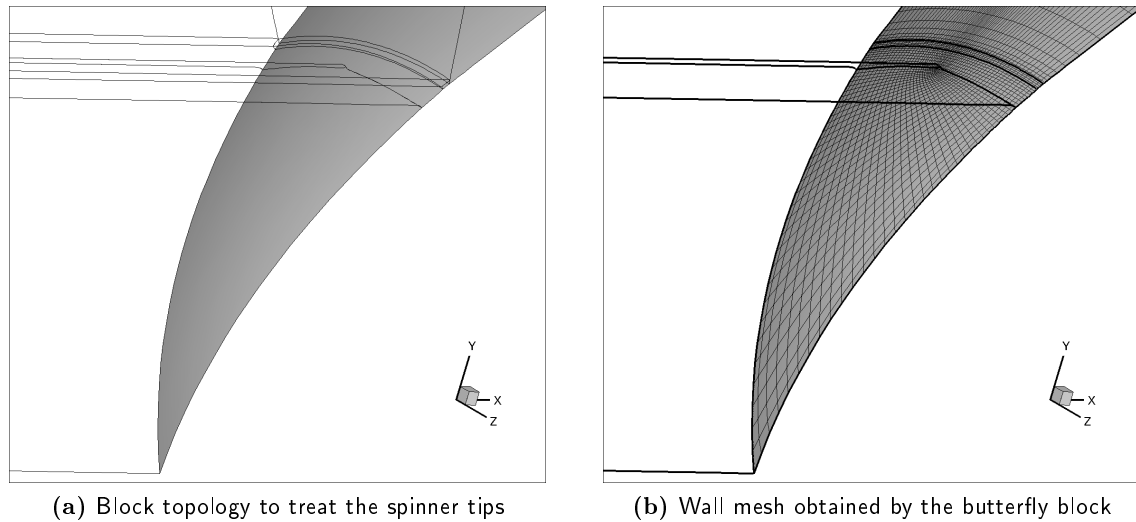 Y
X
Z
Y
X
Z
(a) Block topology to treat the spinner tips
(b) Wall mesh obtained by the butterfly block